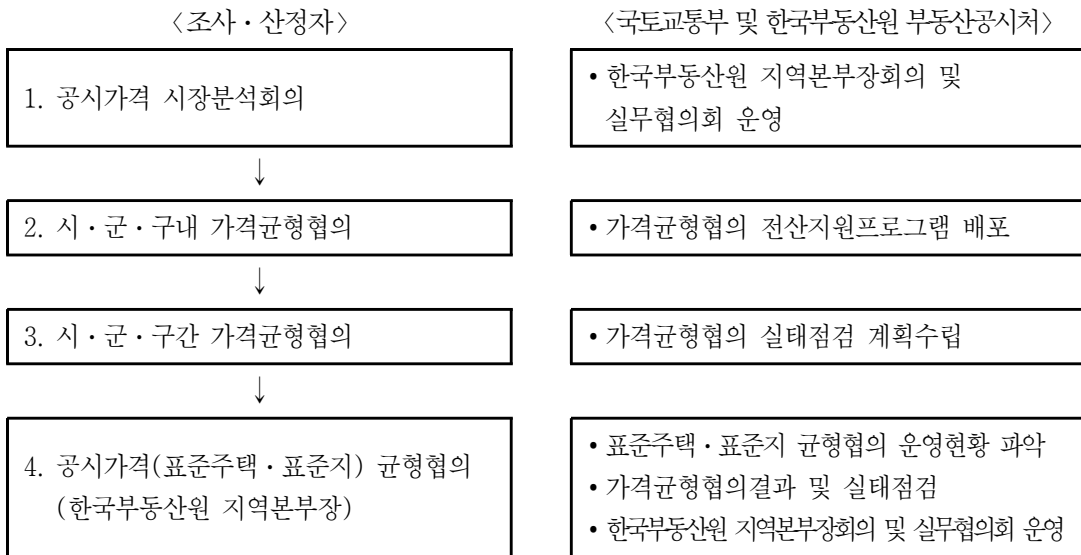 〈조사·산정자〉
〈국토교통부 및 한국부동산원 부동산공시처〉
1. 공시가격 시장분석회의
• 한국부동산원 지역본부장회의 및
실무협의회 운영
↓
2. 시·군·구내 가격균형협의
• 가격균형협의 전산지원프로그램 배포
↓
3. 시·군·구간 가격균형협의
• 가격균형협의 실태점검 계획수립
↓
4. 공시가격(표준주택·표준지) 균형협의
(한국부동산원 지역본부장)
• 표준주택·표준지 균형협의 운영현황 파악
• 가격균형협의결과 및 실태점검
• 한국부동산원 지역본부장회의 및 실무협의회 운영